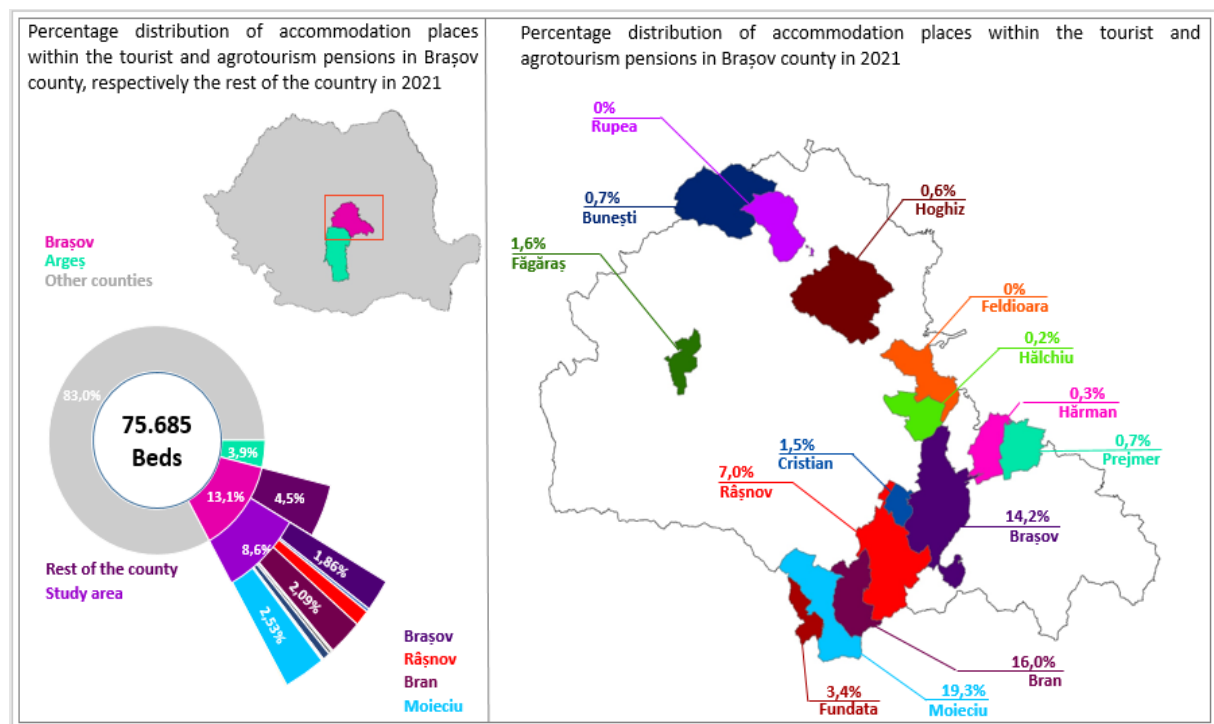 Percentage distribution of accommodation places
within the tourist and agrotourism pensions in Brașov
county, respectively the rest of the country in 2021
Brașov
Argeș
Other counties
83,0%
75.685
Beds
3,9%
13,1%
4,5%
8,6%
1,86%
2,09%
2,53%
Rest of the county
Study area
Brașov
Râșnov
Bran
Moieciu
Percentage distribution of accommodation places within the tourist and
agrotourism pensions in Brașov county in 2021
0%
Rupea
0,7%
Bunești
0,6%
Hoghiz
1,6%
Făgăraș
0%
Feldioara
0,2%
Hălchiu
0,3%
Hărman
0,7%
Prejmer
1,5%
Cristian
7,0%
Râșnov
14,2%
Brașov
16,0%
Bran
3,4%
Fundata
19,3%
Moieciu